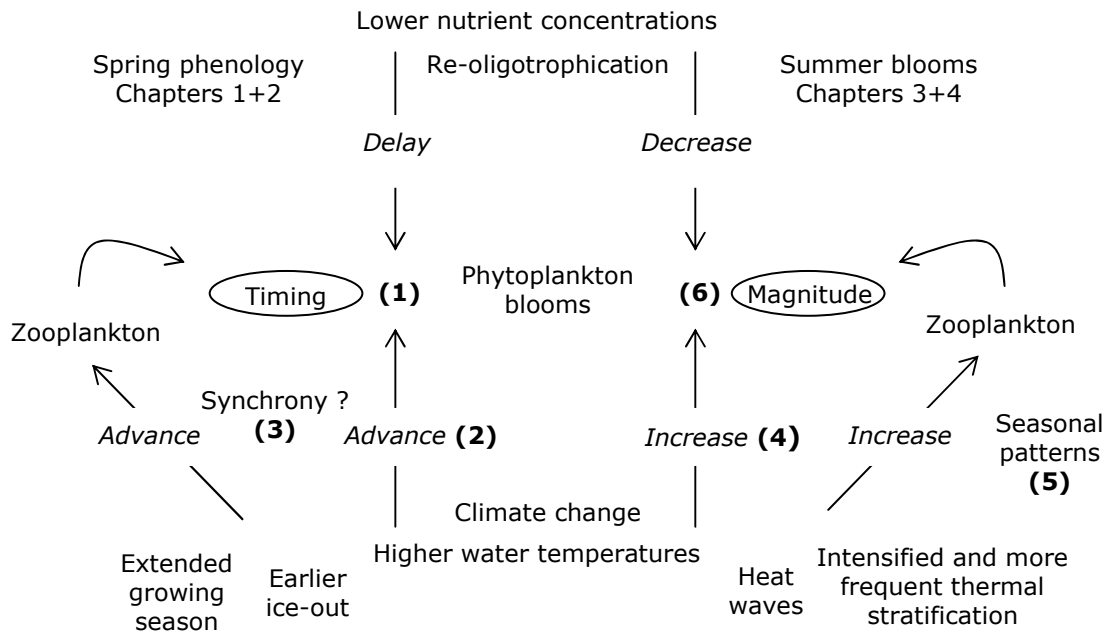 Lower nutrient concentrations
Spring phenology
Chapters 1+2
Re-oligotrophication
Summer blooms
Chapters 3+4
Delay
Decrease
Timing
(1)
Phytoplankton
blooms
(6)
Magnitude
Zooplankton
Zooplankton
Synchrony ?
(3)
Advance
Advance (2)
Increase (4)
Increase
Seasonal
patterns
(5)
Climate change
Higher water temperatures
Extended
growing
season
Earlier
ice-out
Heat
waves
Intensified and more
frequent thermal
stratification